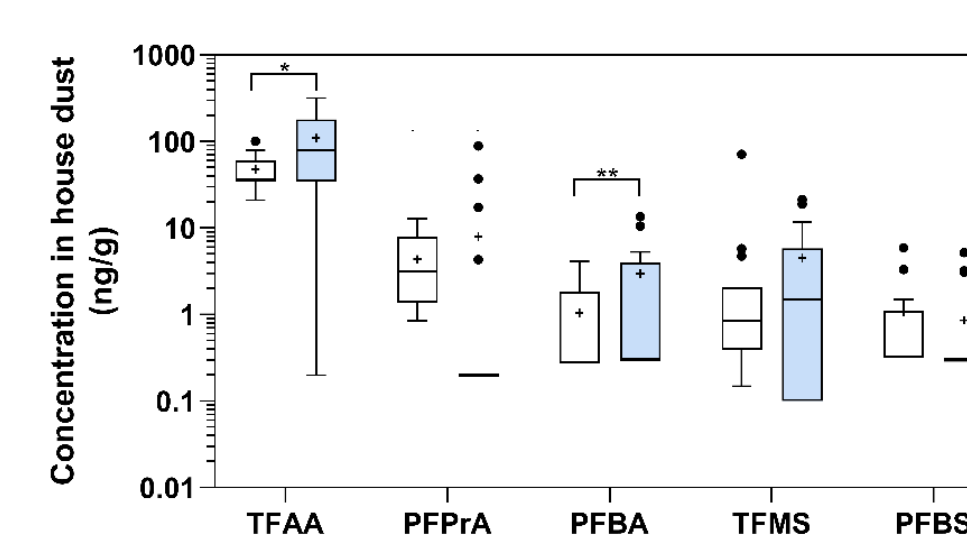 Concentration in house dust
(ng/g)
1000
100
10
1
0.1
0.01
*
**
TFAA
PFPrA
PFBA
TFMS
PFBS